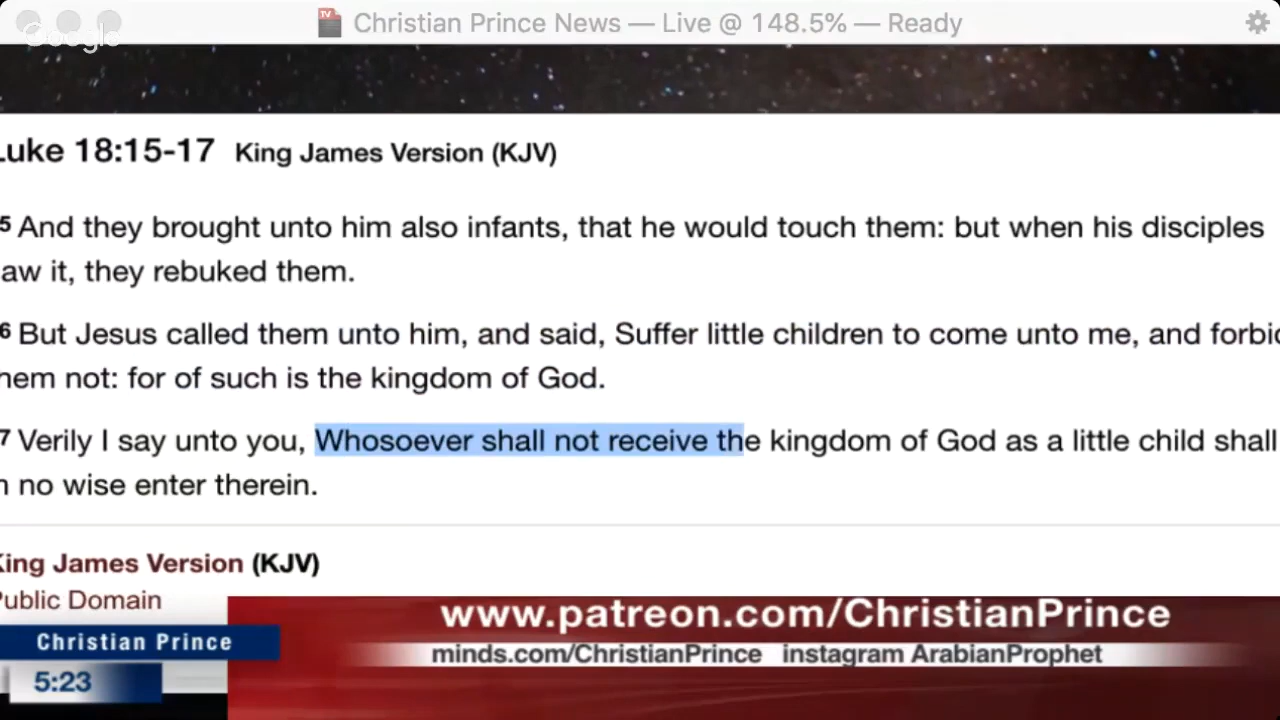 Christian Prince News — Live @ 148.5% — Ready
Google
TV
Luke 18:15-17 King James Version (KJV)
5 And they brought unto him also infants, that he would touch them: but when his disciples
aw it, they rebuked them.
6 But Jesus called them unto him, and said, Suffer little children to come unto me, and forbid
hem not: for of such is the kingdom of God.
7 Verily I say unto you, Whosoever shall not receive the kingdom of God as a little child shall
n no wise enter therein.
King James Version (KJV)
Public Domain
www.patreon.com/ChristianPrince
Christian Prince
minds.com/ChristianPrince instagram ArabianProphet
5:23